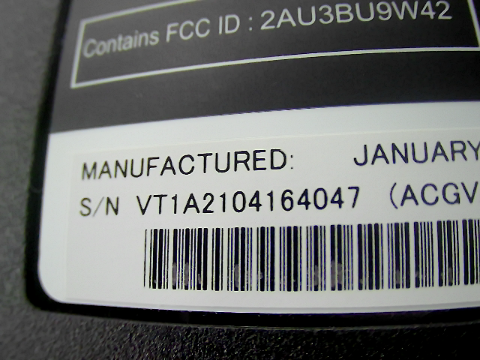 Contains FCC ID : 2AU3BU9W42
MANUFACTURED: JANUARY
S/N VT1A2104164047 (ACGV